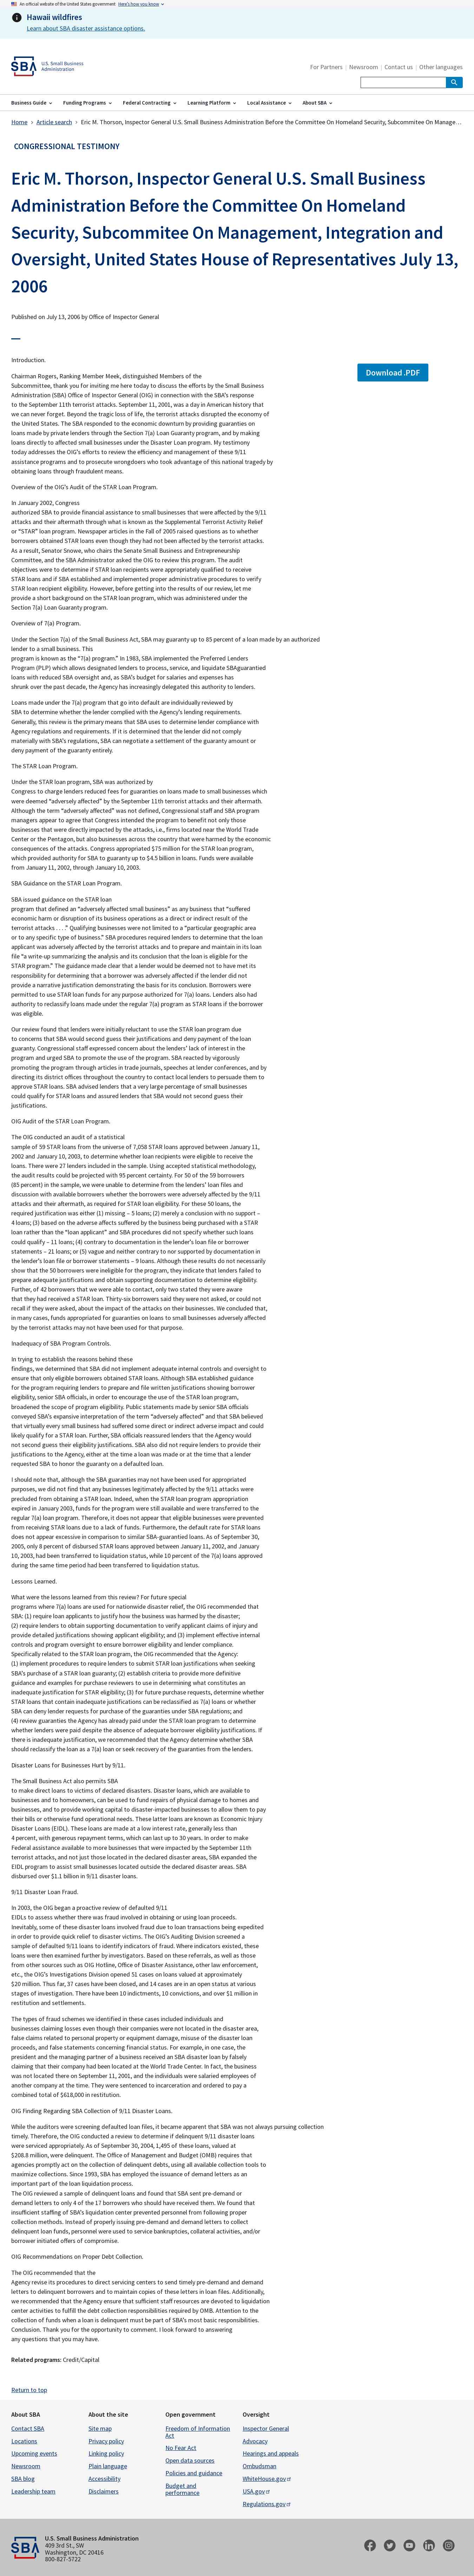 An official website of the United States government Here's how you know
Hawaii wildfires
Learn about SBA disaster assistance options.
SBA U.S. Small Business
Administration
For Partners | Newsroom | Contact us | Other languages
Business Guide Funding Programs Federal Contracting Learning Platform Local Assistance About SBA
Home › Article search › Eric M. Thorson, Inspector General U.S. Small Business Administration Before the Committee On Homeland Security, Subcommitee On Manage…
CONGRESSIONAL TESTIMONY
Eric M. Thorson, Inspector General U.S. Small Business
Administration Before the Committee On Homeland
Security, Subcommitee On Management, Integration and
Oversight, United States House of Representatives July 13,
2006
Published on July 13, 2006 by Office of Inspector General
Introduction.
Download .PDF
Chairman Rogers, Ranking Member Meek, distinguished Members of the
Subcommittee, thank you for inviting me here today to discuss the efforts by the Small Business
Administration (SBA) Office of Inspector General (OIG) in connection with the SBA's response
to the September 11th terrorist attacks. September 11, 2001, was a day in American history that
we can never forget. Beyond the tragic loss of life, the terrorist attacks disrupted the economy of
the United States. The SBA responded to the economic downturn by providing guaranties on
loans made by private lenders through the Section 7(a) Loan Guaranty program, and by making
loans directly to affected small businesses under the Disaster Loan program. My testimony
today addresses the OIG's efforts to review the efficiency and management of these 9/11
assistance programs and to prosecute wrongdoers who took advantage of this national tragedy by
obtaining loans through fraudulent means.
Overview of the OIG's Audit of the STAR Loan Program.
In January 2002, Congress
authorized SBA to provide financial assistance to small businesses that were affected by the 9/11
attacks and their aftermath through what is known as the Supplemental Terrorist Activity Relief
or "STAR" loan program. Newspaper articles in the Fall of 2005 raised questions as to whether
borrowers obtained STAR loans even though they had not been affected by the terrorist attacks.
As a result, Senator Snowe, who chairs the Senate Small Business and Entrepreneurship
Committee, and the SBA Administrator asked the OIG to review this program. The audit
objectives were to determine if STAR loan recipients were appropriately qualified to receive
STAR loans and if SBA established and implemented proper administrative procedures to verify
STAR loan recipient eligibility. However, before getting into the results of our review, let me
provide a short background on the STAR loan program, which was administered under the
Section 7(a) Loan Guaranty program.
Overview of 7(a) Program.
Under the Section 7(a) of the Small Business Act, SBA may guaranty up to 85 percent of a loan made by an authorized
lender to a small business. This
program is known as the "7(a) program." In 1983, SBA implemented the Preferred Lenders
Program (PLP) which allows designated lenders to process, service, and liquidate SBAguarantied
loans with reduced SBA oversight and, as SBA's budget for salaries and expenses has
shrunk over the past decade, the Agency has increasingly delegated this authority to lenders.
Loans made under the 7(a) program that go into default are individually reviewed by
SBA to determine whether the lender complied with the Agency's lending requirements.
Generally, this review is the primary means that SBA uses to determine lender compliance with
Agency regulations and requirements. If it is determined that the lender did not comply
materially with SBA's regulations, SBA can negotiate a settlement of the guaranty amount or
deny payment of the guaranty entirely.
The STAR Loan Program.
Under the STAR loan program, SBA was authorized by
Congress to charge lenders reduced fees for guaranties on loans made to small businesses which
were deemed "adversely affected" by the September 11th terrorist attacks and their aftermath.
Although the term "adversely affected" was not defined, Congressional staff and SBA program
managers appear to agree that Congress intended the program to benefit not only those
businesses that were directly impacted by the attacks, i.e., firms located near the World Trade
Center or the Pentagon, but also businesses across the country that were harmed by the economic
consequences of the attack. Congress appropriated $75 million for the STAR loan program,
which provided authority for SBA to guaranty up to $4.5 billion in loans. Funds were available
from January 11, 2002, through January 10, 2003.
SBA Guidance on the STAR Loan Program.
SBA issued guidance on the STAR loan
program that defined an "adversely affected small business" as any business that "suffered
economic harm or disruption of its business operations as a direct or indirect result of the
terrorist attacks . . . ." Qualifying businesses were not limited to a "particular geographic area
or to any specific type of business." SBA procedures required lenders to determine that the loan
applicant was adversely affected by the terrorist attacks and to prepare and maintain in its loan
file "a write-up summarizing the analysis and its conclusion that the loan is eligible for the
STAR program." The guidance made clear that a lender would be deemed not to have met its
responsibility for determining that a borrower was adversely affected if the lender did not
provide a narrative justification demonstrating the basis for its conclusion. Borrowers were
permitted to use STAR loan funds for any purpose authorized for 7(a) loans. Lenders also had
authority to reclassify loans made under the regular 7(a) program as STAR loans if the borrower
was eligible.
Our review found that lenders were initially reluctant to use the STAR loan program due
to concerns that SBA would second guess their justifications and deny payment of the loan
guaranty. Congressional staff expressed concern about the lenders' lack of interest in the
program and urged SBA to promote the use of the program. SBA reacted by vigorously
promoting the program through articles in trade journals, speeches at lender conferences, and by
directing its district offices throughout the country to contact local lenders to persuade them to
approve STAR loans. SBA advised lenders that a very large percentage of small businesses
could qualify for STAR loans and assured lenders that SBA would not second guess their
justifications.
OIG Audit of the STAR Loan Program.
The OIG conducted an audit of a statistical
sample of 59 STAR loans from the universe of 7,058 STAR loans approved between January 11,
2002 and January 10, 2003, to determine whether loan recipients were eligible to receive the
loans. There were 27 lenders included in the sample. Using accepted statistical methodology,
the audit results could be projected with 95 percent certainty. For 50 of the 59 borrowers
(85 percent) in the sample, we were unable to determine from the lenders' loan files and
discussion with available borrowers whether the borrowers were adversely affected by the 9/11
attacks and their aftermath, as required for STAR loan eligibility. For these 50 loans, the
required justification was either (1) missing – 5 loans; (2) merely a conclusion with no support –
4 loans; (3) based on the adverse affects suffered by the business being purchased with a STAR
loan rather than the "loan applicant" and SBA procedures did not specify whether such loans
could qualify – 11 loans; (4) contrary to documentation in the lender's loan file or borrower
statements – 21 loans; or (5) vague and neither contrary to nor supported by documentation in
the lender's loan file or borrower statements – 9 loans. Although these results do not necessarily
show that the 50 borrowers were ineligible for the program, they do indicate that lenders failed to
prepare adequate justifications and obtain supporting documentation to determine eligibility.
Further, of 42 borrowers that we were able to contact, only two stated they were aware
that they had received a STAR loan. Thirty-six borrowers said they were not asked, or could not
recall if they were asked, about the impact of the attacks on their businesses. We concluded that,
in many cases, funds appropriated for guaranties on loans to small businesses adversely affected
by the terrorist attacks may not have been used for that purpose.
Inadequacy of SBA Program Controls.
In trying to establish the reasons behind these
findings, we determined that SBA did not implement adequate internal controls and oversight to
ensure that only eligible borrowers obtained STAR loans. Although SBA established guidance
for the program requiring lenders to prepare and file written justifications showing borrower
eligibility, senior SBA officials, in order to encourage the use of the STAR loan program,
broadened the scope of program eligibility. Public statements made by senior SBA officials
conveyed SBA's expansive interpretation of the term "adversely affected" and that SBA believed
that virtually every small business had suffered some direct or indirect adverse impact and could
likely qualify for a STAR loan. Further, SBA officials reassured lenders that the Agency would
not second guess their eligibility justifications. SBA also did not require lenders to provide their
justifications to the Agency, either at the time a loan was made or at the time that a lender
requested SBA to honor the guaranty on a defaulted loan.
I should note that, although the SBA guaranties may not have been used for appropriated
purposes, we did not find that any businesses legitimately affected by the 9/11 attacks were
precluded from obtaining a STAR loan. Indeed, when the STAR loan program appropriation
expired in January 2003, funds for the program were still available and were transferred to the
regular 7(a) loan program. Therefore, it does not appear that eligible businesses were prevented
from receiving STAR loans due to a lack of funds. Furthermore, the default rate for STAR loans
does not appear excessive in comparison to similar SBA-guarantied loans. As of September 30,
2005, only 8 percent of disbursed STAR loans approved between January 11, 2002, and January
10, 2003, had been transferred to liquidation status, while 10 percent of the 7(a) loans approved
during the same time period had been transferred to liquidation status.
Lessons Learned.
What were the lessons learned from this review? For future special
programs where 7(a) loans are used for nationwide disaster relief, the OIG recommended that
SBA: (1) require loan applicants to justify how the business was impacted by the disaster;
(2) require lenders to obtain supporting documentation to verify applicant claims of injury and
provide detailed justifications showing applicant eligibility; and (3) implement effective internal
controls and program oversight to ensure borrower eligibility and lender compliance.
Specifically related to the STAR loan program, the OIG recommended that the Agency:
(1) implement procedures to require lenders to submit STAR loan justifications when seeking
SBA's purchase of a STAR loan guaranty; (2) establish criteria to provide more definitive
guidance and examples for purchase reviewers to use in determining what constitutes an
inadequate justification for STAR eligibility; (3) for future purchase requests, determine whether
STAR loans that contain inadequate justifications can be reclassified as 7(a) loans or whether
SBA can deny lender requests for purchase of the guaranties under SBA regulations; and
(4) review guaranties the Agency has already paid under the STAR loan program to determine
whether lenders were paid despite the absence of adequate borrower eligibility justifications. If
there is inadequate justification, we recommended that the Agency determine whether SBA
should reclassify the loan as a 7(a) loan or seek recovery of the guaranties from the lenders.
Disaster Loans for Businesses Hurt by 9/11.
The Small Business Act also permits SBA
to make direct loans to victims of declared disasters. Disaster loans, which are available to
businesses and to homeowners, can be used to fund repairs of physical damage to homes and
businesses, and to provide working capital to disaster-impacted businesses to allow them to pay
their bills or otherwise fund operational needs. These latter loans are known as Economic Injury
Disaster Loans (EIDL). These loans are made at a low interest rate, generally less than
4 percent, with generous repayment terms, which can last up to 30 years. In order to make
Federal assistance available to more businesses that were impacted by the September 11th
terrorist attacks, and not just those located in the declared disaster areas, SBA expanded the
EIDL program to assist small businesses located outside the declared disaster areas. SBA
disbursed over $1.1 billion in 9/11 disaster loans.
9/11 Disaster Loan Fraud.
In 2003, the OIG began a proactive review of defaulted 9/11
EIDLs to assess whether there was fraud involved in obtaining or using loan proceeds.
Inevitably, some of these disaster loans involved fraud due to loan transactions being expedited
in order to provide quick relief to disaster victims. The OIG's Auditing Division screened a
sample of defaulted 9/11 loans to identify indicators of fraud. Where indicators existed, these
loans were then examined further by investigators. Based on these referrals, as well as those
from other sources such as OIG Hotline, Office of Disaster Assistance, other law enforcement,
etc., the OIG's Investigations Division opened 51 cases on loans valued at approximately
$20 million. Thus far, 37 cases have been closed, and 14 cases are in an open status at various
stages of investigation. There have been 10 indictments, 10 convictions, and over $1 million in
restitution and settlements.
The types of fraud schemes we identified in these cases included individuals and
businesses claiming losses even though their companies were not located in the disaster area,
false claims related to personal property or equipment damage, misuse of the disaster loan
proceeds, and false statements concerning financial status. For example, in one case, the
president and the managing partner of a business received an SBA disaster loan by falsely
claiming that their company had been located at the World Trade Center. In fact, the business
was not located there on September 11, 2001, and the individuals were salaried employees of
another company. They were sentenced to incarceration and ordered to pay a
combined total of $618,000 in restitution.
OIG Finding Regarding SBA Collection of 9/11 Disaster Loans.
While the auditors were screening defaulted loan files, it became apparent that SBA was not always pursuing collection
timely. Therefore, the OIG conducted a review to determine if delinquent 9/11 disaster loans
were serviced appropriately. As of September 30, 2004, 1,495 of these loans, valued at
$208.8 million, were delinquent. The Office of Management and Budget (OMB) requires that
agencies promptly act on the collection of delinquent debts, using all available collection tools to
maximize collections. Since 1993, SBA has employed the issuance of demand letters as an
important part of the loan liquidation process.
The OIG reviewed a sample of delinquent loans and found that SBA sent pre-demand or
demand letters to only 4 of the 17 borrowers who should have received them. We found that
insufficient staffing of SBA's liquidation center prevented personnel from following proper
collection methods. Instead of properly issuing pre-demand and demand letters to collect
delinquent loan funds, personnel were used to service bankruptcies, collateral activities, and/or
borrower initiated offers of compromise.
OIG Recommendations on Proper Debt Collection.
The OIG recommended that the
Agency revise its procedures to direct servicing centers to send timely pre-demand and demand
letters to delinquent borrowers and to maintain copies of these letters in loan files. Additionally,
we recommended that the Agency ensure that sufficient staff resources are devoted to liquidation
center activities to fulfill the debt collection responsibilities required by OMB. Attention to the
collection of funds when a loan is delinquent must be part of SBA's most basic responsibilities.
Conclusion. Thank you for the opportunity to comment. I look forward to answering
any questions that you may have.
Related programs: Credit/Capital
Return to top
About SBA
Contact SBA
Locations
Upcoming events
Newsroom
SBA blog
Leadership team
About the site
Site map
Privacy policy
Linking policy
Plain language
Accessibility
Disclaimers
Open government
Freedom of Information
Act
No Fear Act
Open data sources
Policies and guidance
Budget and
performance
Oversight
Inspector General
Advocacy
Hearings and appeals
Ombudsman
WhiteHouse.gov
USA.gov
Regulations.gov
SBA
U.S. Small Business Administration
409 3rd St., SW
Washington, DC 20416
800-827-5722